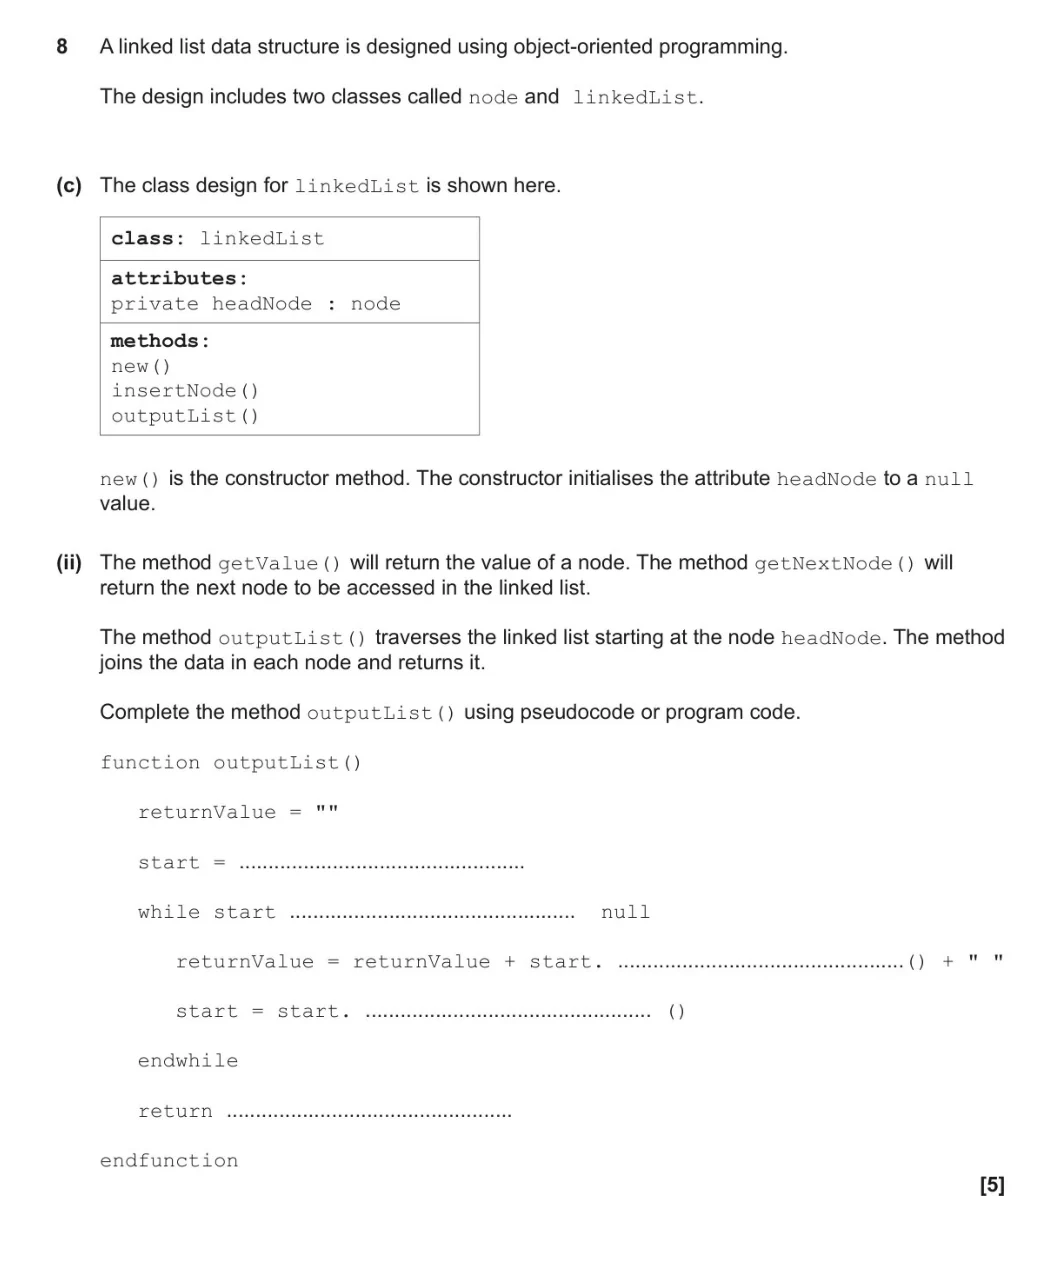 8 A linked list data structure is designed using object-oriented programming.
The design includes two classes called node and linkedList.
(c) The class design for linkedList is shown here.
class: linkedList
attributes:
private headNode : node
methods:
new()
insertNode()
outputList()
new() is the constructor method. The constructor initialises the attribute headNode to a null
value.
(ii) The method getValue() will return the value of a node. The method getNextNode() will
return the next node to be accessed in the linked list.
The method outputList() traverses the linked list starting at the node headNode. The method
joins the data in each node and returns it.
Complete the method outputList() using pseudocode or program code.
function outputList()
returnValue = ""
start = ................................................
while start ................................................ null
returnValue = returnValue + start. ................................................() + " "
start = start. ................................................ ()
endwhile
return ................................................
endfunction
[5]